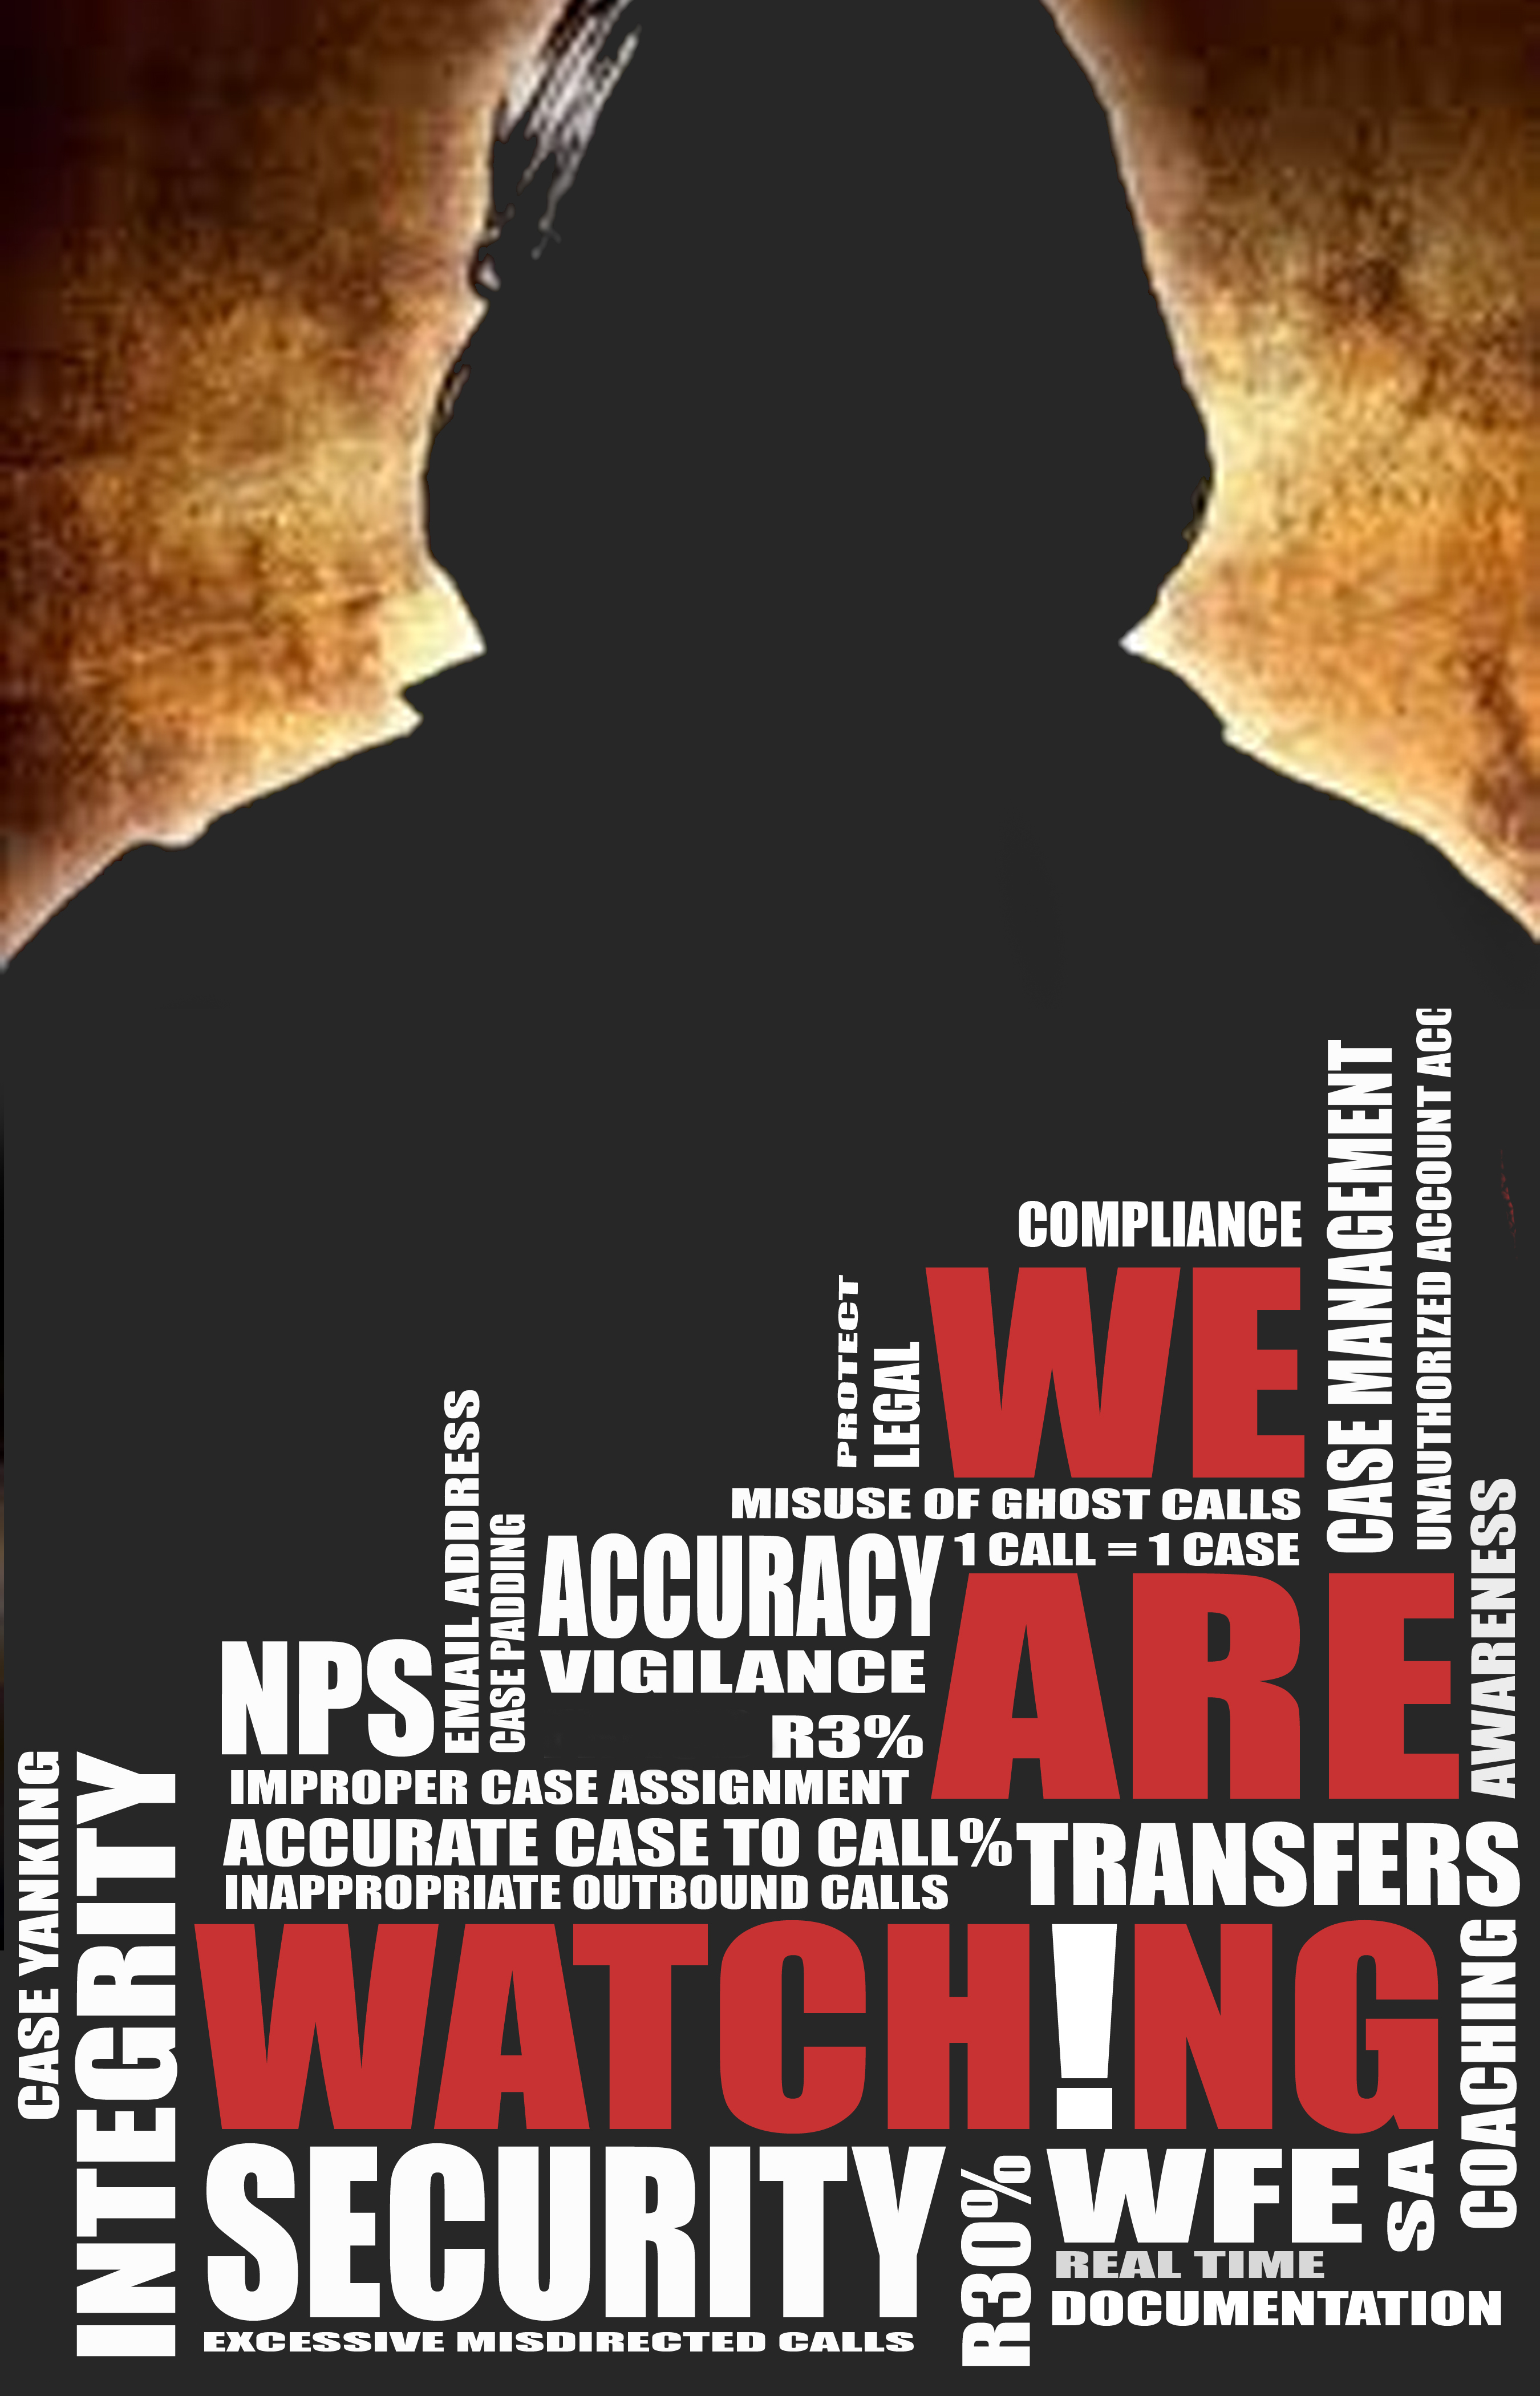 COMPLIANCE
WE
PROTECT
LEGAL
CASE MANAGEMENT
UNAUTHORIZED ACCOUNT ACC
MISUSE OF GHOST CALLS
1 CALL = 1 CASE
EMAIL ADDRESS
CASE PADDING
ACCURACY
VIGILANCE
R3%
ARE
AWARENESS
NPS
IMPROPER CASE ASSIGNMENT
ACCURATE CASE TO CALL%
TRANSFERS
INAPPROPRIATE OUTBOUND CALLS
CASE YANKING
INTEGRITY
WATCH!NG
COACHING
SECURITY
R30%
WFE
SA
REAL TIME
DOCUMENTATION
EXCESSIVE MISDIRECTED CALLS